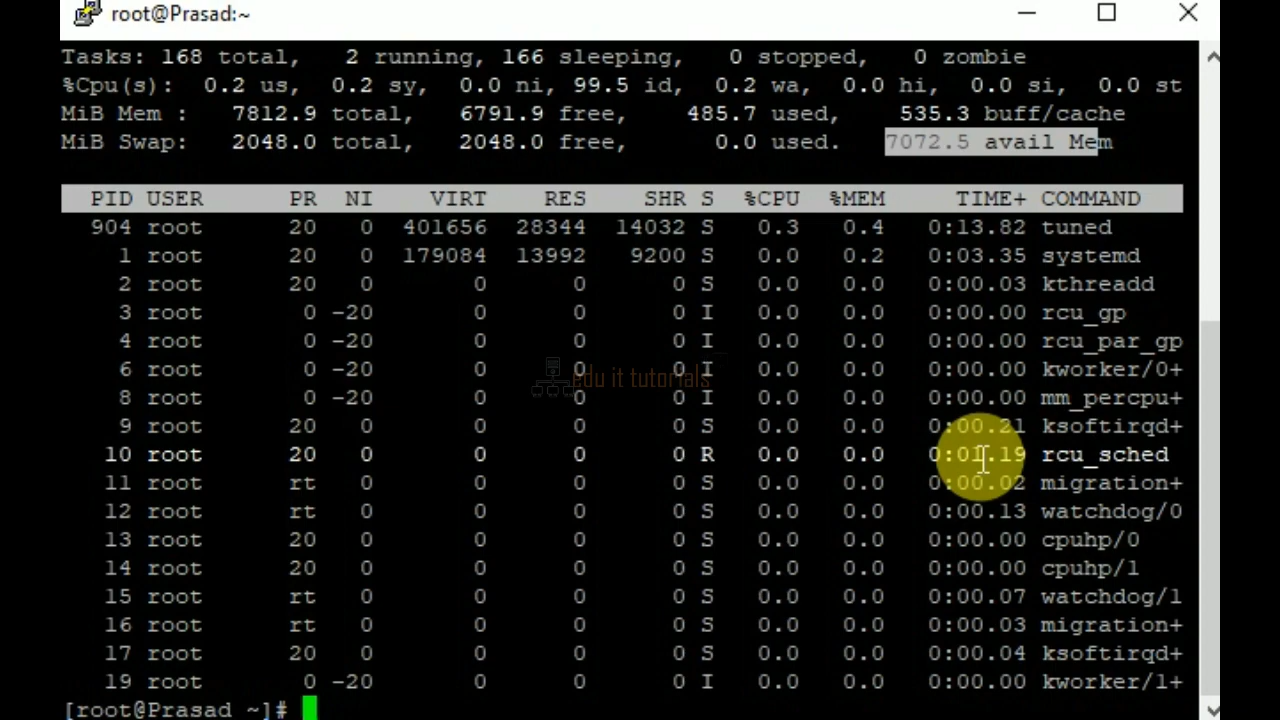 root@Prasad:~
Tasks: 168 total, 2 running, 166 sleeping, 0 stopped, 0 zombie
%Cpu(s): 0.2 us, 0.2 sy, 0.0 ni, 99.5 id, 0.2 wa, 0.0 hi, 0.0 si, 0.0 st
MiB Mem : 7812.9 total, 6791.9 free, 485.7 used, 535.3 buff/cache
MiB Swap: 2048.0 total, 2048.0 free, 0.0 used. 7072.5 avail Mem
PID USER PR NI VIRT RES SHR S %CPU %MEM TIME+ COMMAND
904 root 20 0 401656 28344 14032 S 0.3 0.4 0:13.82 tuned
1 root 20 0 179084 13992 9200 S 0.0 0.2 0:03.35 systemd
2 root 20 0 0 0 0 S 0.0 0.0 0:00.03 kthreadd
3 root 0 -20 0 0 0 I 0.0 0.0 0:00.00 rcu_gp
4 root 0 -20 0 0 0 I 0.0 0.0 0:00.00 rcu_par_gp
6 root 0 -20 0 0 0 I 0.0 0.0 0:00.00 kworker/0+
edu it tutorials
8 root 0 -20 0 0 0 I 0.0 0.0 0:00.00 mm_percpu+
9 root 20 0 0 0 0 S 0.0 0.0 0:00.21 ksoftirqd+
10 root 20 0 0 0 0 R 0.0 0.0 0:01.19 rcu_sched
11 root rt 0 0 0 0 S 0.0 0.0 0:00.02 migration+
12 root rt 0 0 0 0 S 0.0 0.0 0:00.13 watchdog/0
13 root 20 0 0 0 0 S 0.0 0.0 0:00.00 cpuhp/0
14 root 20 0 0 0 0 S 0.0 0.0 0:00.00 cpuhp/1
15 root rt 0 0 0 0 S 0.0 0.0 0:00.07 watchdog/1
16 root rt 0 0 0 0 S 0.0 0.0 0:00.03 migration+
17 root 20 0 0 0 0 S 0.0 0.0 0:00.04 ksoftirqd+
19 root 0 -20 0 0 0 I 0.0 0.0 0:00.00 kworker/1+
[root@Prasad ~]#